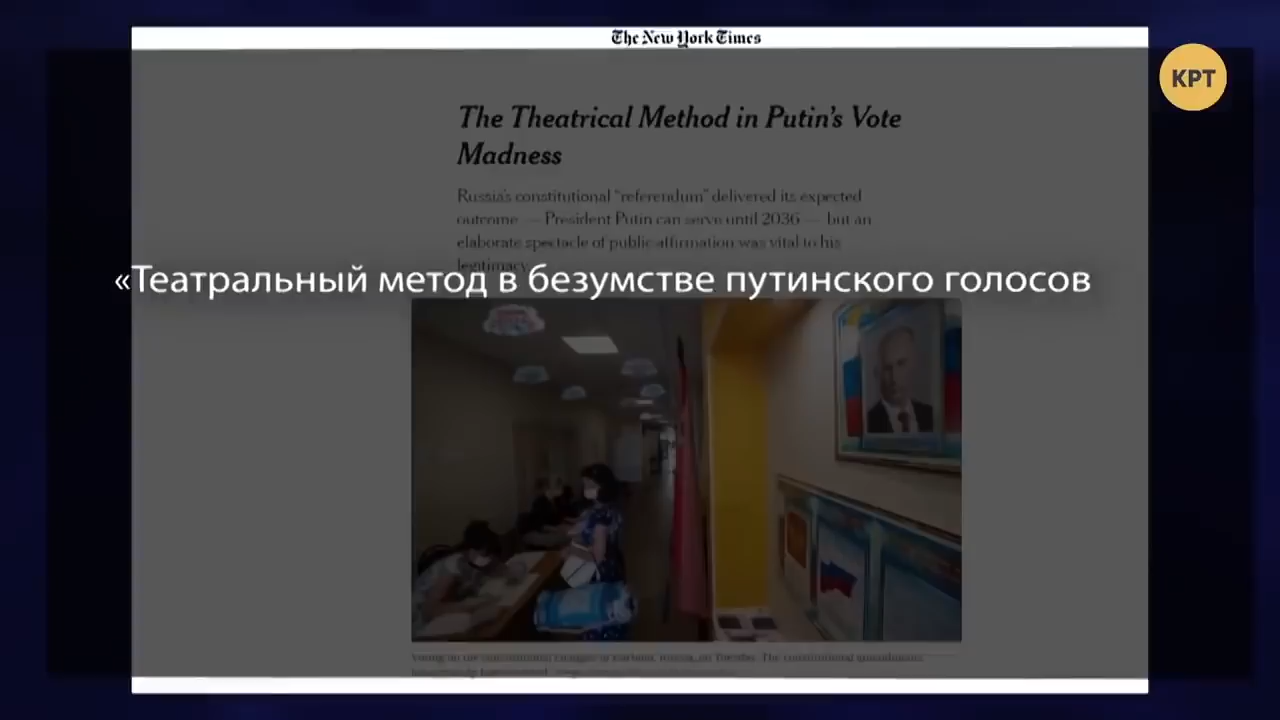 The New York Times
КРТ
The Theatrical Method in Putin's Vote
Madness
Russia's constitutional "referendum" delivered its expected
outcome — President Putin can serve until 2036 — but an
elaborate spectacle of public affirmation was vital to his
legitimacy.
«Театральный метод в безумстве путинского голосов